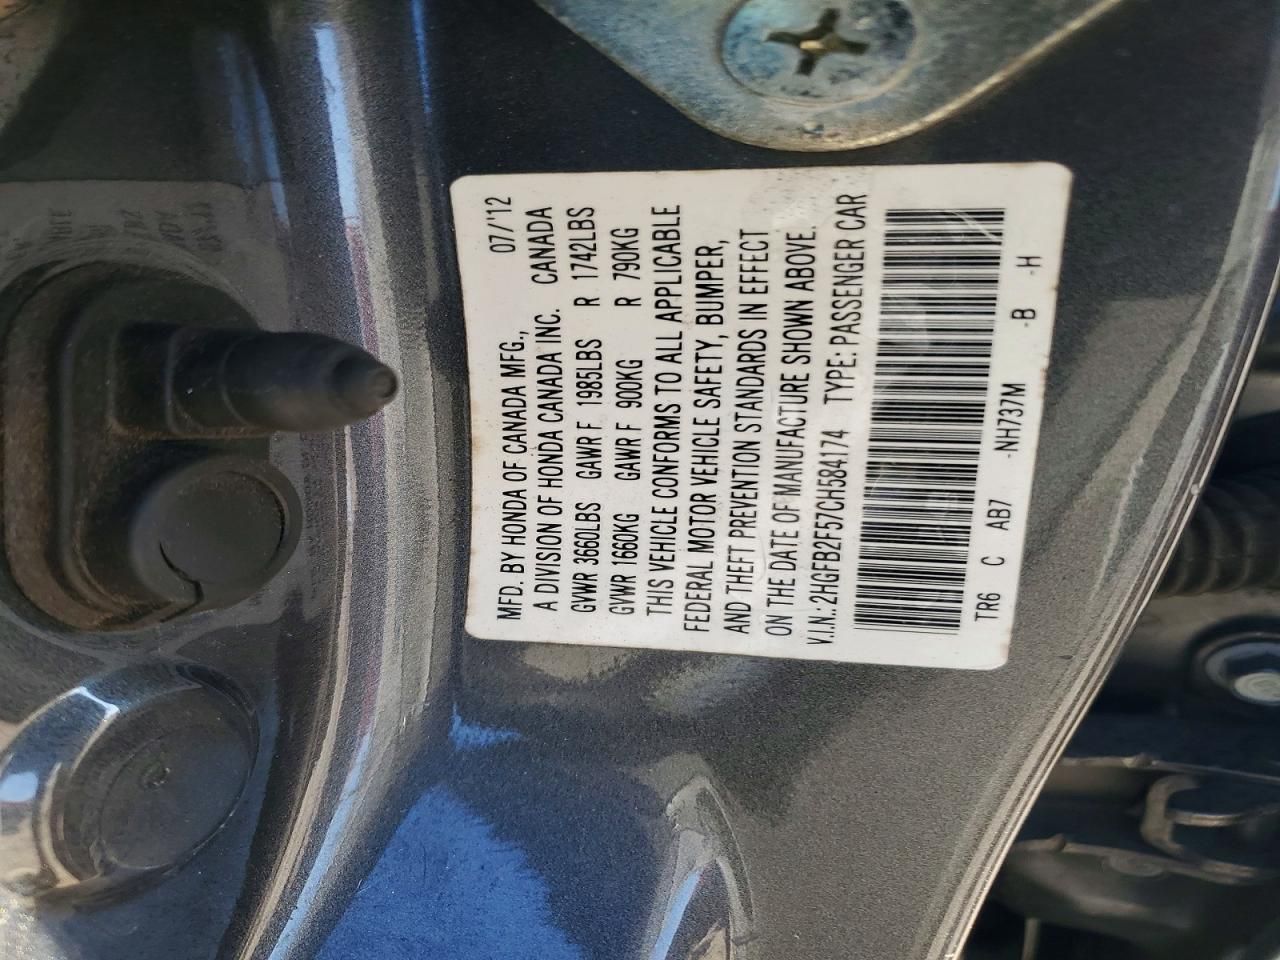 MFD. BY HONDA OF CANADA MFG., 07/'12
A DIVISION OF HONDA CANADA INC. CANADA
GVWR 3660LBS GAWR F 1985LBS R 1742LBS
GVWR 1660KG GAWR F 900KG R 790KG
THIS VEHICLE CONFORMS TO ALL APPLICABLE
FEDERAL MOTOR VEHICLE SAFETY, BUMPER,
AND THEFT PREVENTION STANDARDS IN EFFECT
ON THE DATE OF MANUFACTURE SHOWN ABOVE.
V.I.N.: 2HGFB2F57CH584174 TYPE: PASSENGER CAR
TR6 C AB7 -NH737M -B -H